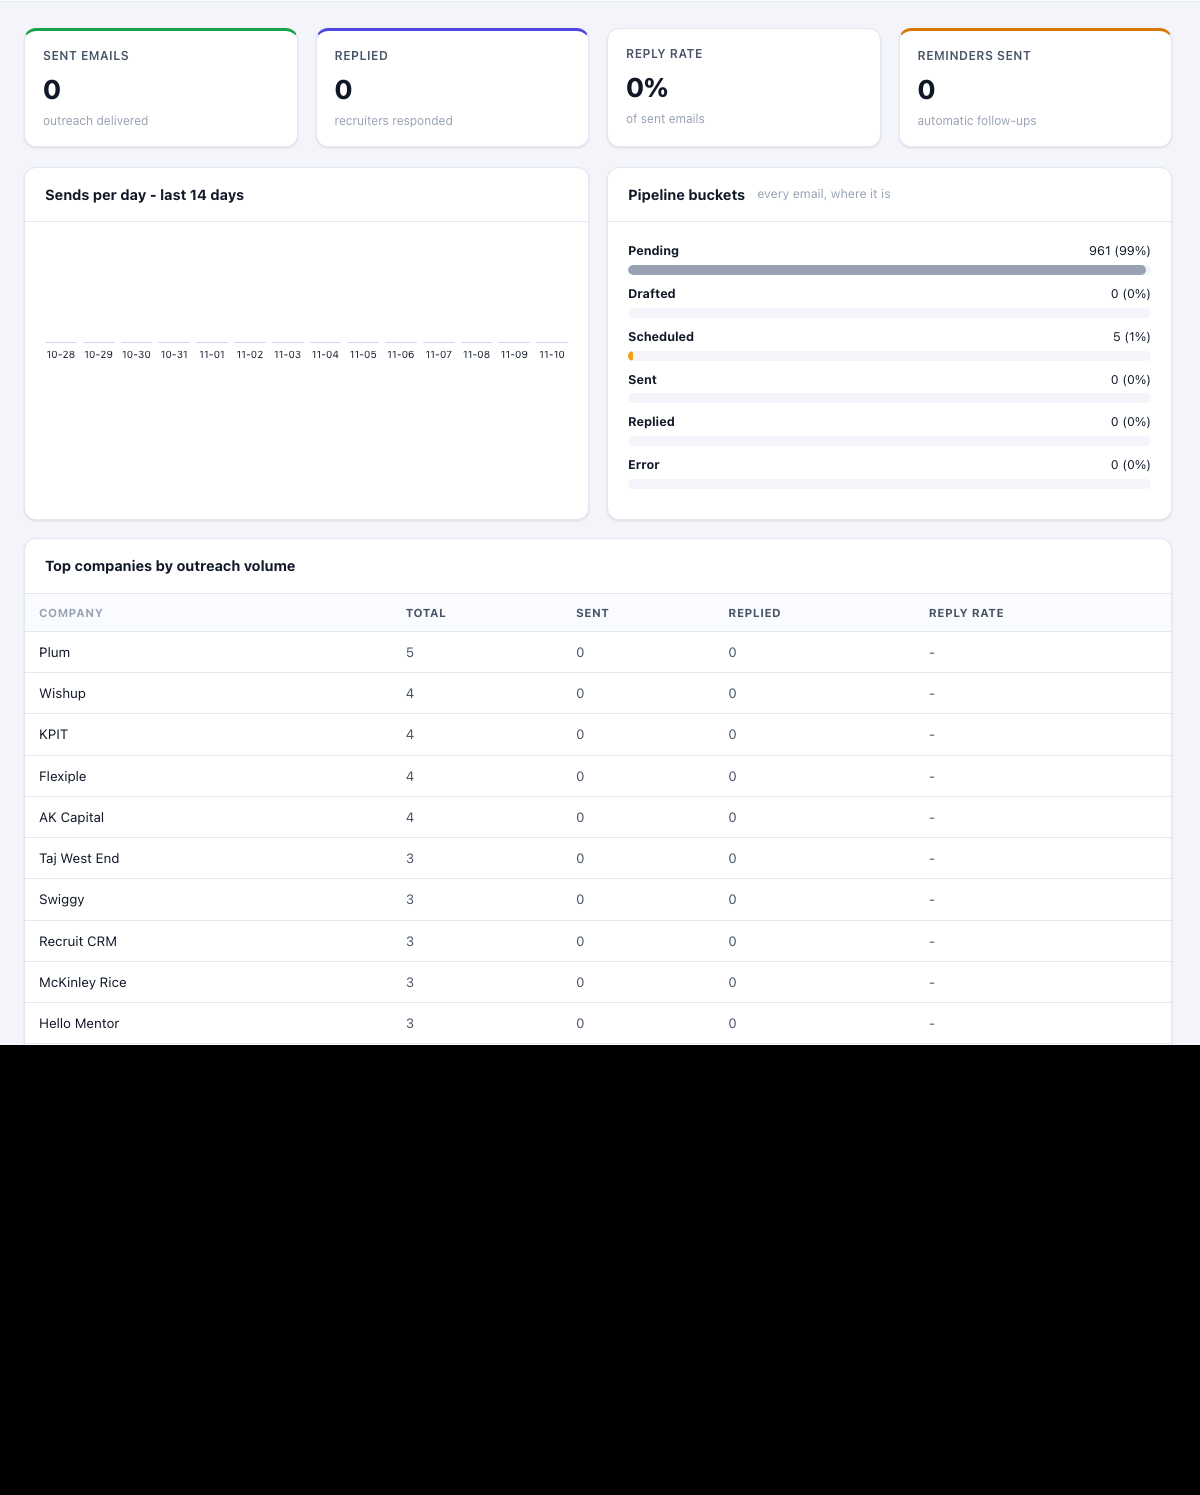 SENT EMAILS
0
outreach delivered
REPLIED
0
recruiters responded
REPLY RATE
0%
of sent emails
REMINDERS SENT
0
automatic follow-ups
Sends per day - last 14 days
10-28 10-29 10-30 10-31 11-01 11-02 11-03 11-04 11-05 11-06 11-07 11-08 11-09 11-10
Pipeline buckets every email, where it is
Pending 961 (99%)
Drafted 0 (0%)
Scheduled 5 (1%)
Sent 0 (0%)
Replied 0 (0%)
Error 0 (0%)
Top companies by outreach volume
COMPANY TOTAL SENT REPLIED REPLY RATE
Plum 5 0 0 -
Wishup 4 0 0 -
KPIT 4 0 0 -
Flexiple 4 0 0 -
AK Capital 4 0 0 -
Taj West End 3 0 0 -
Swiggy 3 0 0 -
Recruit CRM 3 0 0 -
McKinley Rice 3 0 0 -
Hello Mentor 3 0 0 -